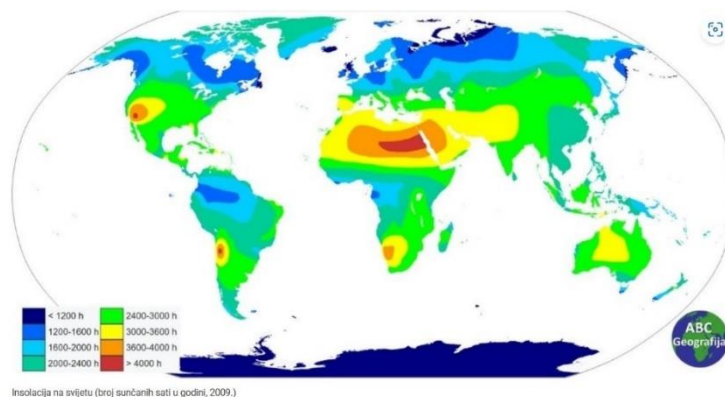 < 1200 h
1200-1600 h
1600-2000 h
2000-2400 h
2400-3000 h
3000-3600 h
3600-4000 h
> 4000 h
ABC
Geografija
Insolacija na svijetu (broj sunčanih sati u godini, 2009.)